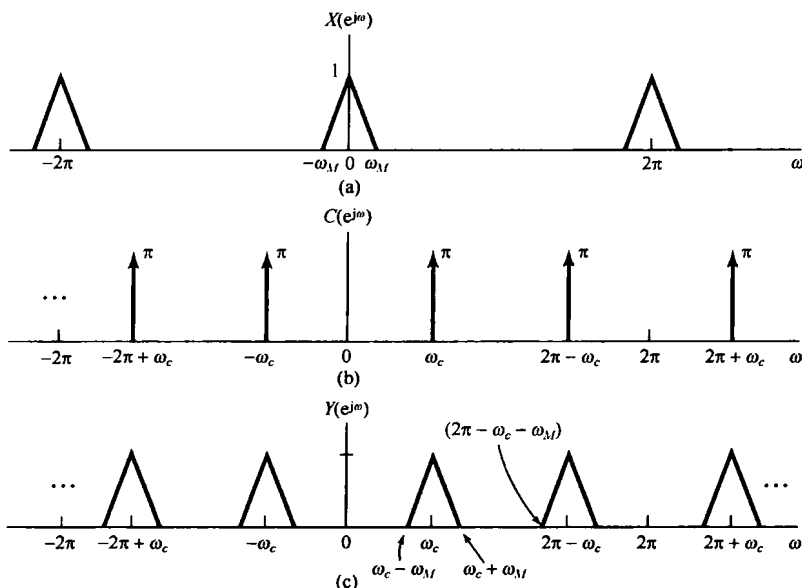 X(e^{jω})
1
−2π −ω_M 0 ω_M 2π ω
(a)
C(e^{jω})
π π π π π
...
−2π −2π + ω_c −ω_c 0 ω_c 2π − ω_c 2π 2π + ω_c ω
(b)
Y(e^{jω})
(2π − ω_c − ω_M)
... ...
−2π −2π + ω_c −ω_c 0 ω_c 2π − ω_c 2π 2π + ω_c ω
ω_c − ω_M ω_c + ω_M
(c)